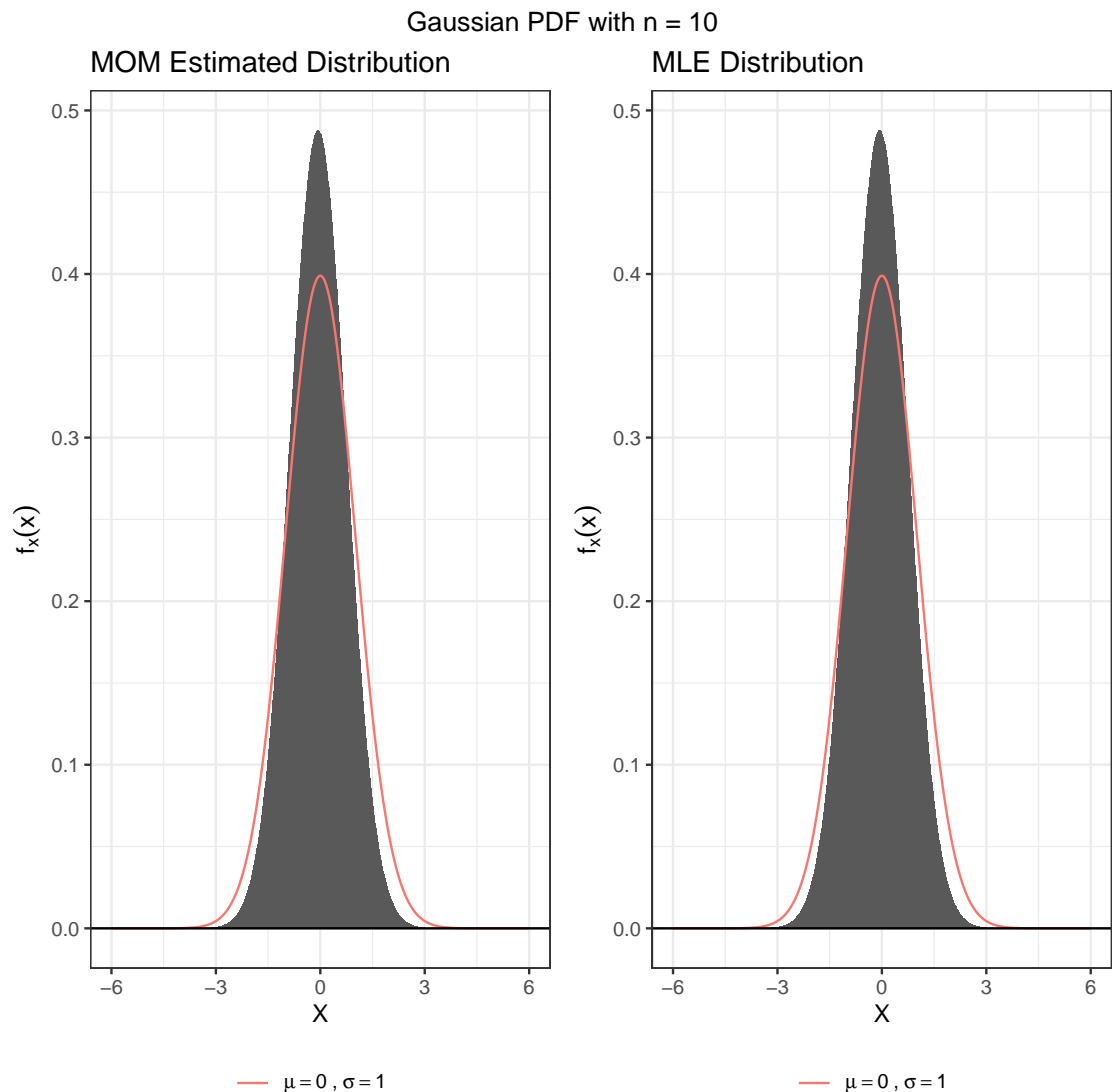 Gaussian PDF with n = 10
MOM Estimated Distribution
0.5
0.4
0.3
0.2
0.1
0.0
fx(x)
−6 −3 0 3 6
X
μ = 0 , σ = 1
MLE Distribution
0.5
0.4
0.3
0.2
0.1
0.0
fx(x)
−6 −3 0 3 6
X
μ = 0 , σ = 1